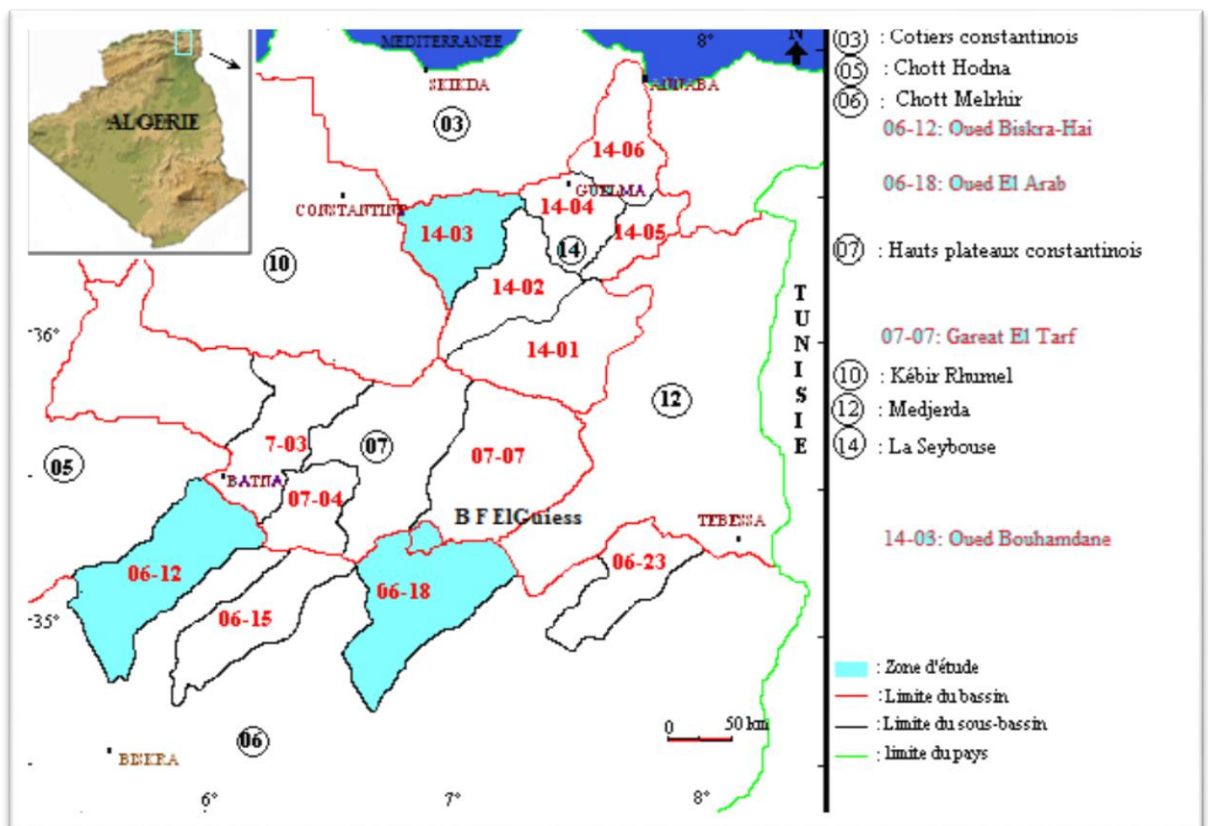 ALGERIE
MEDITERRANEE
8°
N
SKIKDA
ANNABA
03
14-06
GUELMA
CONSTANTINE
14-04
14-03
14-05
14
10
14-02
TUNISIE
36°
14-01
12
7-03
07
05
BATNA
07-07
07-04
B F ElGuiess
TEBESSA
06-12
06-23
06-18
06-15
35°
0 50 km
06
BISKRA
6° 7° 8°
03 : Cotiers constantinois
05 : Chott Hodna
06 : Chott Melrhir
06-12: Oued Biskra-Hai
06-18: Oued El Arab
07 : Hauts plateaux constantinois
07-07: Gareat El Tarf
10 : Kébir Rhumel
12 : Medjerda
14 : La Seybouse
14-03: Oued Bouhamdane
: Zone d'étude
: Limite du bassin
: Limite du sous-bassin
: limite du pays